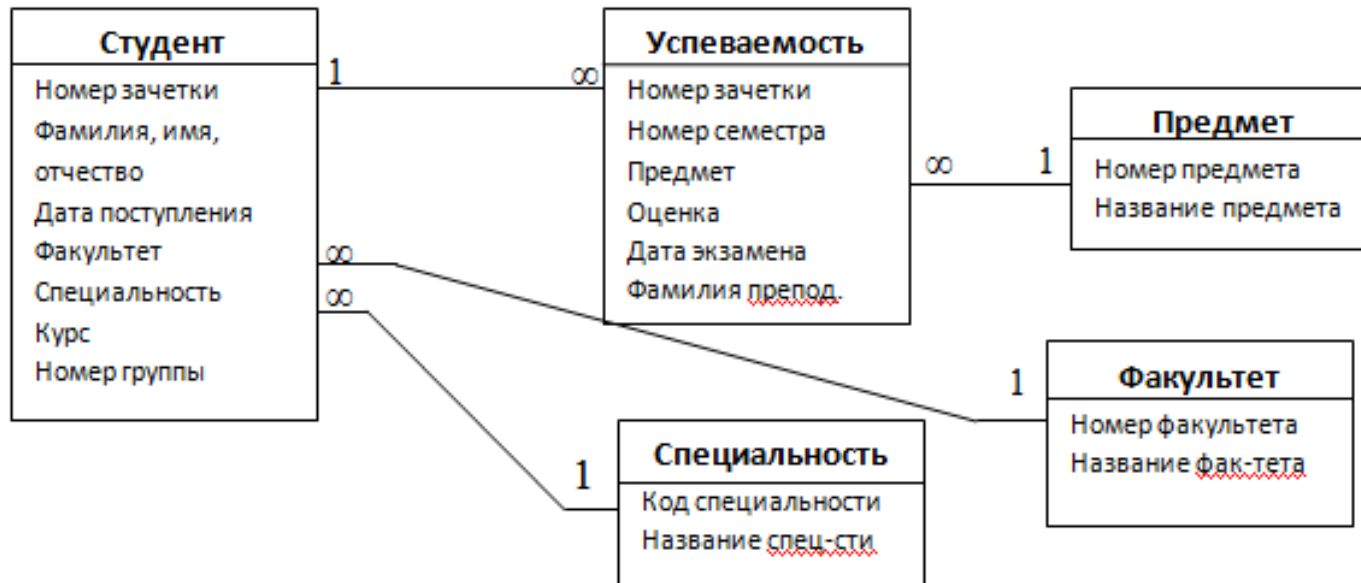 Студент
Номер зачетки
Фамилия, имя,
отчество
Дата поступления
Факультет
Специальность
Курс
Номер группы
1
∞
∞
∞
Успеваемость
Номер зачетки
Номер семестра
Предмет
Оценка
Дата экзамена
Фамилия препод.
∞
1
Предмет
Номер предмета
Название предмета
1
Специальность
Код специальности
Название спец-сти
1
Факультет
Номер факультета
Название фак-тета